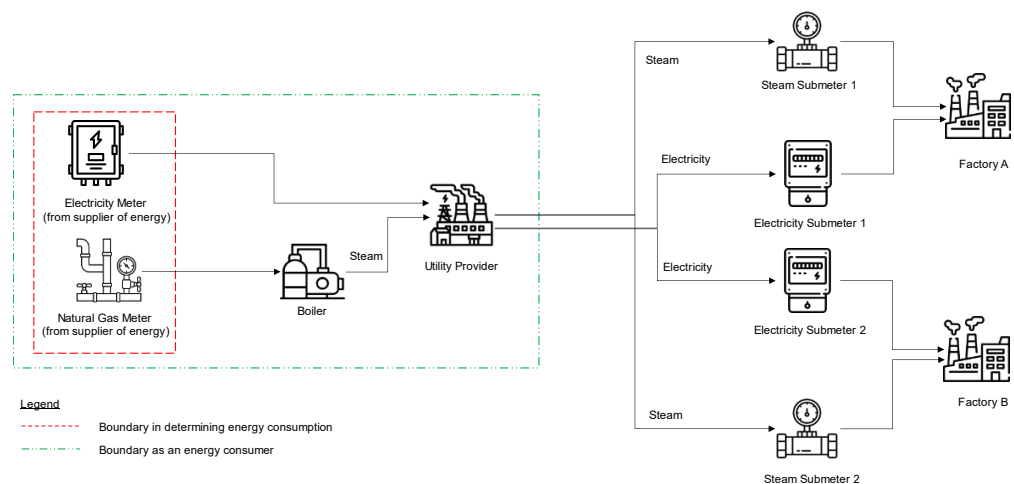 Steam
Steam Submeter 1
Factory A
Electricity
Electricity Submeter 1
Electricity Meter
(from supplier of energy)
Steam
Utility Provider
Electricity
Natural Gas Meter
(from supplier of energy)
Boiler
Electricity Submeter 2
Factory B
Legend
Boundary in determining energy consumption
Boundary as an energy consumer
Steam
Steam Submeter 2